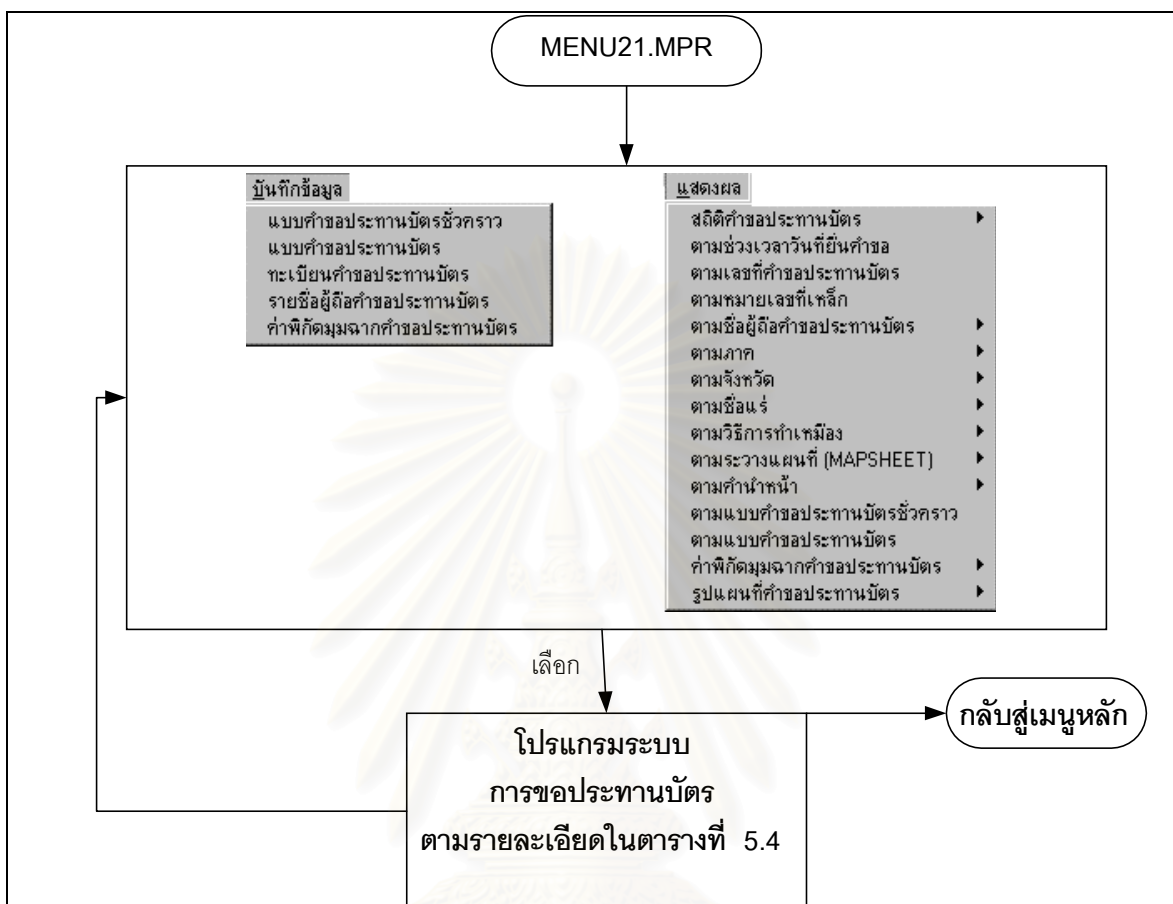 MENU21.MPR
บันทึกข้อมูล
แบบคำขอประทานบัตรชั่วคราว
แบบคำขอประทานบัตร
ทะเบียนคำขอประทานบัตร
รายชื่อผู้ถือคำขอประทานบัตร
ค่าพิกัดมุมฉากคำขอประทานบัตร
แสดงผล
สถิติคำขอประทานบัตร
ตามช่วงเวลาวันที่ยื่นคำขอ
ตามเลขที่คำขอประทานบัตร
ตามหมายเลขที่เหล็ก
ตามชื่อผู้ถือคำขอประทานบัตร
ตามภาค
ตามจังหวัด
ตามชื่อแร่
ตามวิธีการทำเหมือง
ตามระวางแผนที่ (MAPSHEET)
ตามคำนำหน้า
ตามแบบคำขอประทานบัตรชั่วคราว
ตามแบบคำขอประทานบัตร
ค่าพิกัดมุมฉากคำขอประทานบัตร
รูปแผนที่คำขอประทานบัตร
เลือก
กลับสู่เมนูหลัก
โปรแกรมระบบ
การขอประทานบัตร
ตามรายละเอียดในตารางที่ 5.4